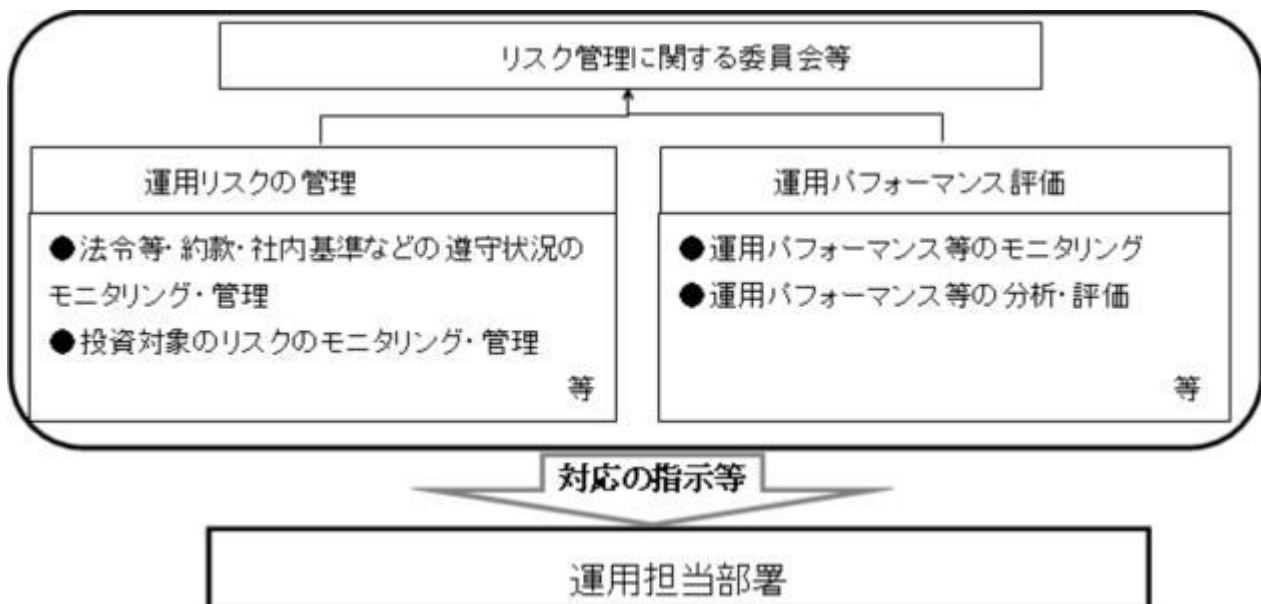 リスク管理に関する委員会等
運用リスクの管理
●法令等・約款・社内基準などの遵守状況の
モニタリング・管理
●投資対象のリスクのモニタリング・管理
等
運用パフォーマンス評価
●運用パフォーマンス等のモニタリング
●運用パフォーマンス等の分析・評価
等
対応の指示等
運用担当部署